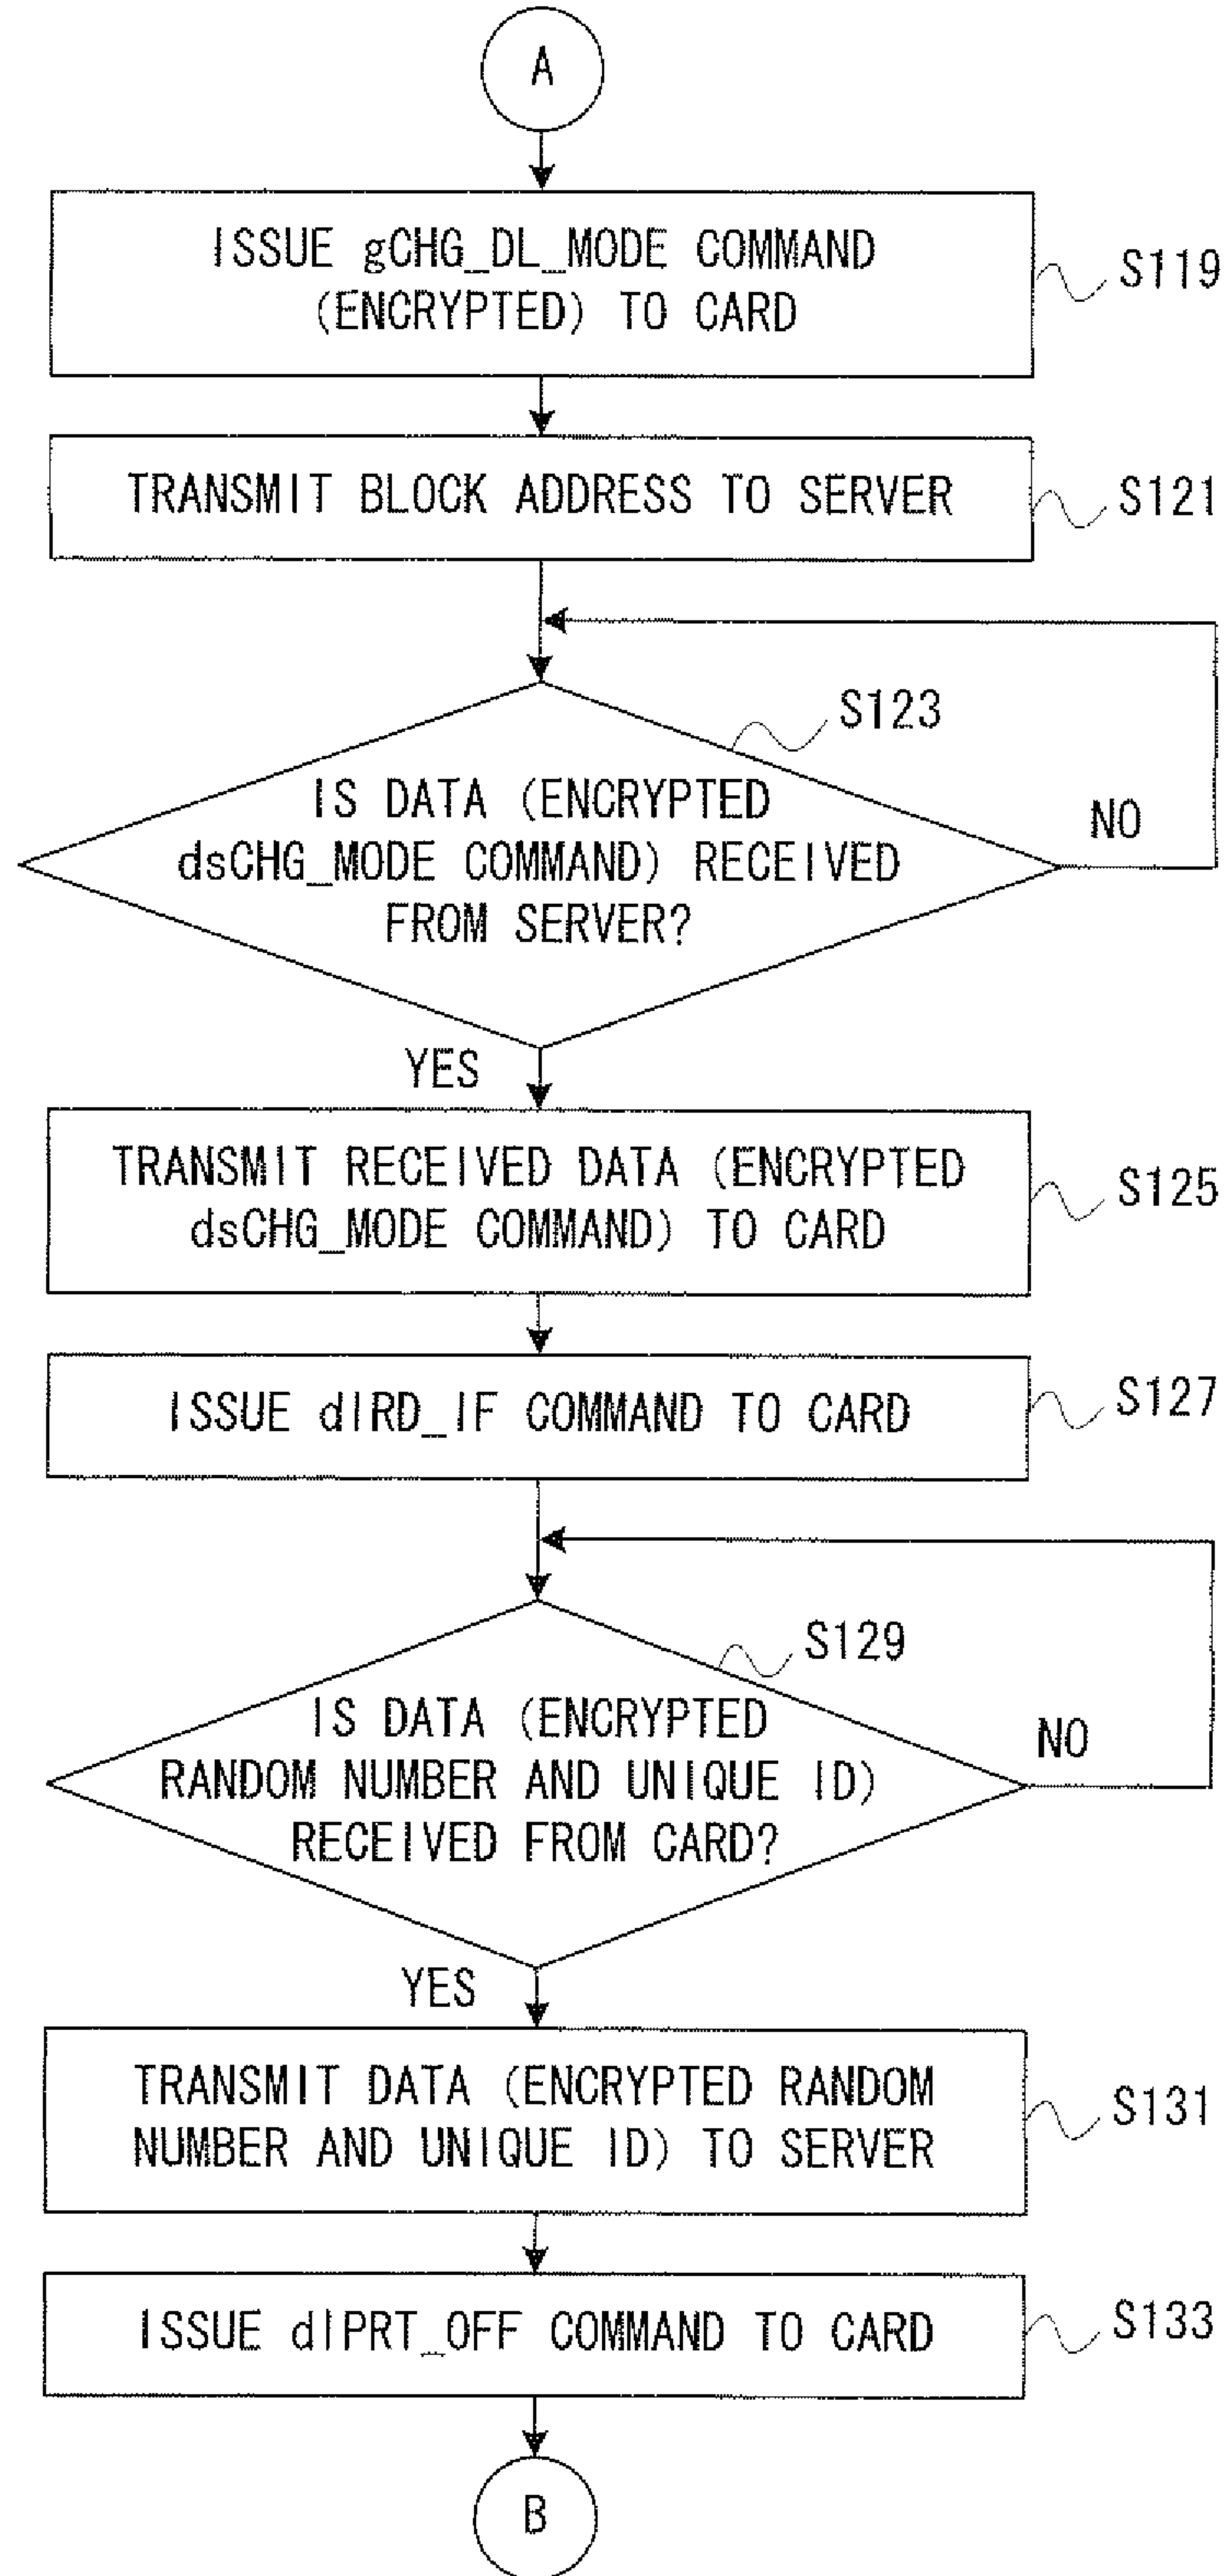 A
ISSUE gCHG_DL_MODE COMMAND
(ENCRYPTED) TO CARD
S119
TRANSMIT BLOCK ADDRESS TO SERVER
S121
S123
IS DATA (ENCRYPTED
dsCHG_MODE COMMAND) RECEIVED
FROM SERVER?
NO
YES
TRANSMIT RECEIVED DATA (ENCRYPTED
dsCHG_MODE COMMAND) TO CARD
S125
ISSUE dlRD_IF COMMAND TO CARD
S127
S129
IS DATA (ENCRYPTED
RANDOM NUMBER AND UNIQUE ID)
RECEIVED FROM CARD?
NO
YES
TRANSMIT DATA (ENCRYPTED RANDOM
NUMBER AND UNIQUE ID) TO SERVER
S131
ISSUE dlPRT_OFF COMMAND TO CARD
S133
B